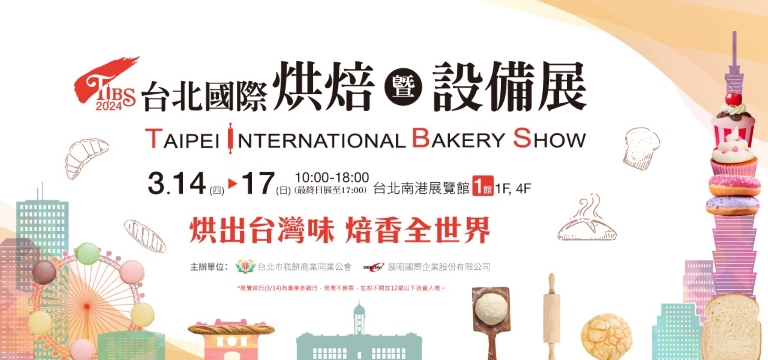 TIBS
2024
台北國際烘焙暨設備展
TAIPEI INTERNATIONAL BAKERY SHOW
3.14(四)▶17(日) 10:00-18:00 (最終日展至17:00) 台北南港展覽館 1館 1F, 4F
烘出台灣味 焙香全世界
主辦單位: 台北市糕餅商業同業公會 展昭國際企業股份有限公司